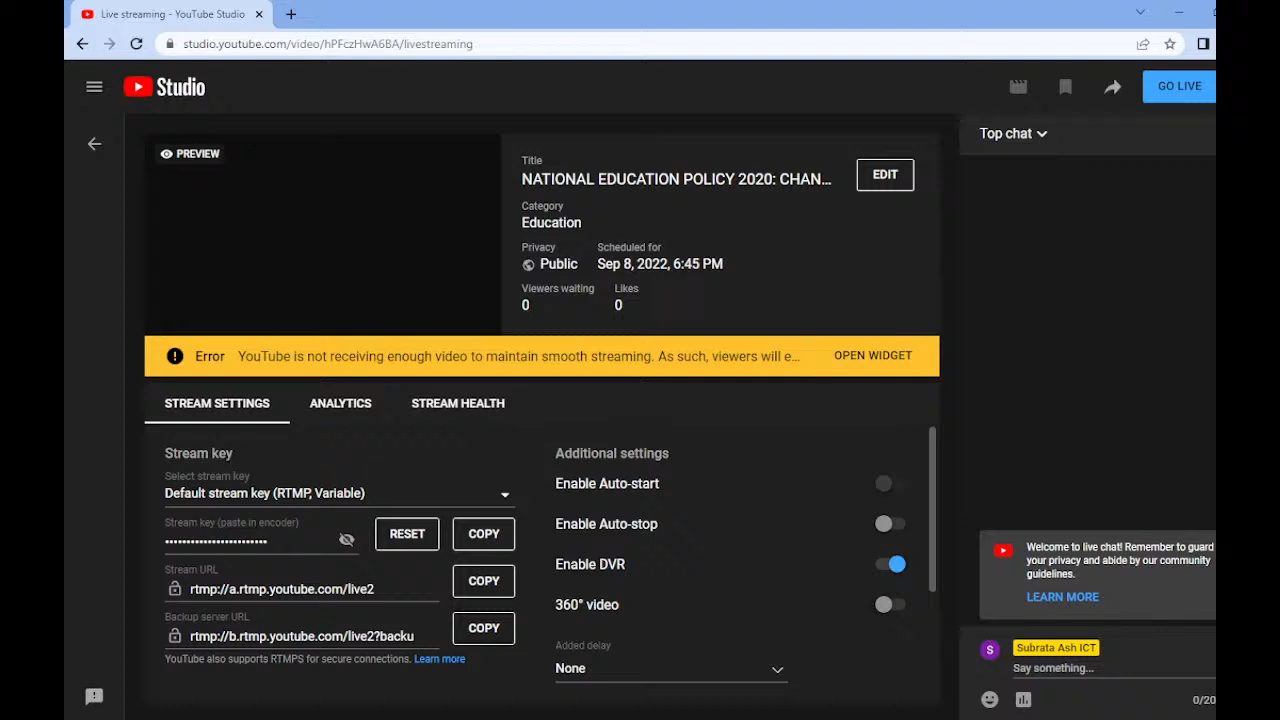 Live streaming - YouTube Studio
studio.youtube.com/video/hPFczHwA6BA/livestreaming
Studio
GO LIVE
PREVIEW
Title
NATIONAL EDUCATION POLICY 2020: CHAN...
EDIT
Category
Education
Privacy
Scheduled for
Public
Sep 8, 2022, 6:45 PM
Viewers waiting
Likes
0
0
Error YouTube is not receiving enough video to maintain smooth streaming. As such, viewers will e...
OPEN WIDGET
STREAM SETTINGS
ANALYTICS
STREAM HEALTH
Stream key
Select stream key
Default stream key (RTMP, Variable)
Stream key (paste in encoder)
RESET
COPY
Stream URL
rtmp://a.rtmp.youtube.com/live2
COPY
Backup server URL
rtmp://b.rtmp.youtube.com/live2?backu
COPY
YouTube also supports RTMPS for secure connections. Learn more
Additional settings
Enable Auto-start
Enable Auto-stop
Enable DVR
360° video
Added delay
None
Top chat
Welcome to live chat! Remember to guard
your privacy and abide by our community
guidelines.
LEARN MORE
S
Subrata Ash ICT
Say something...
0/20